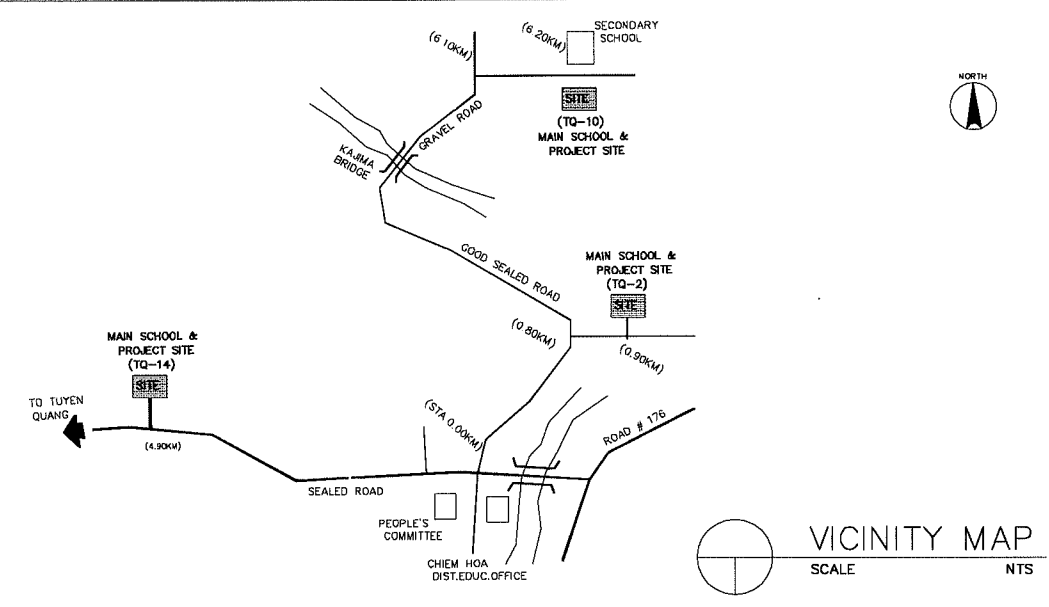 (6.10KM)
(6.20KM)
SECONDARY
SCHOOL
NORTH
SITE
(TQ-10)
MAIN SCHOOL &
PROJECT SITE
GRAVEL ROAD
KAJIMA
BRIDGE
GOOD SEALED ROAD
MAIN SCHOOL &
PROJECT SITE
(TQ-2)
SITE
(0.80KM)
(0.90KM)
MAIN SCHOOL &
PROJECT SITE
(TQ-14)
SITE
TO TUYEN
QUANG
(4.90KM)
(STA 0.00KM)
ROAD # 176
SEALED ROAD
PEOPLE'S
COMMITTEE
CHIEM HOA
DIST.EDUC.OFFICE
VICINITY MAP
SCALE NTS